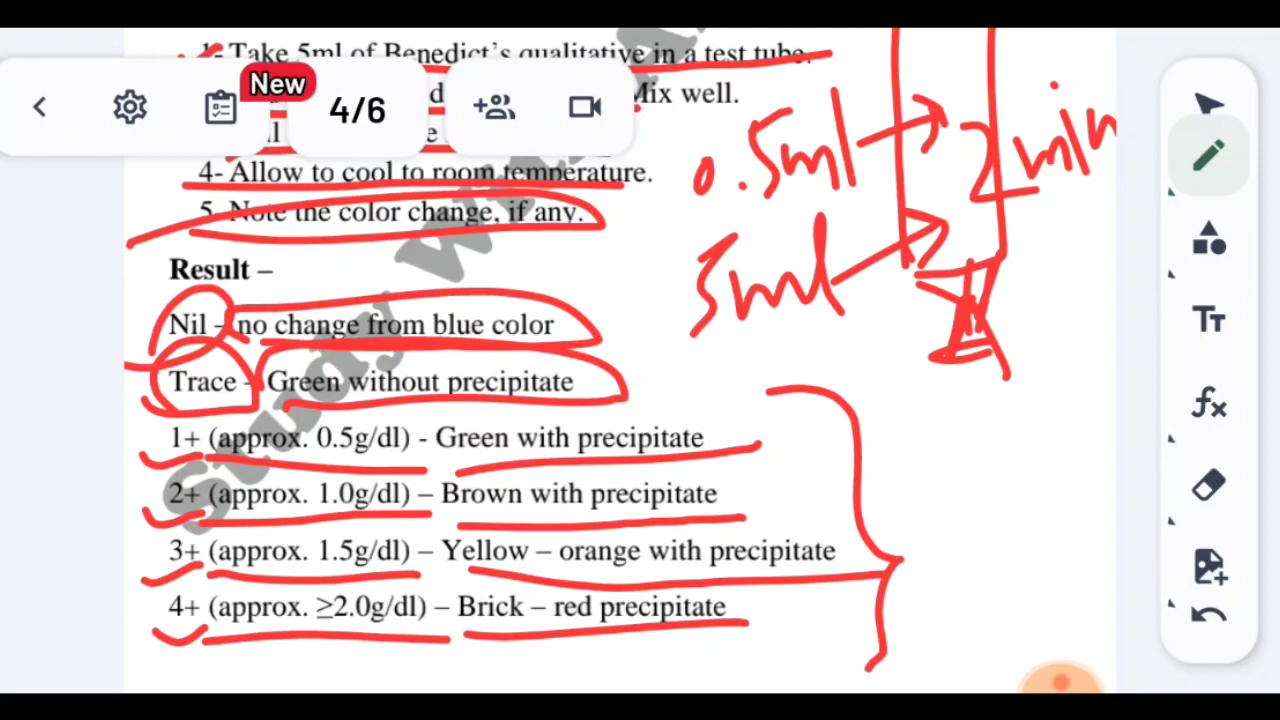 1- Take 5ml of Benedict's qualitative in a test tube.
New
4/6
d Mix well.
l e
4- Allow to cool to room temperature.
5- Note the color change, if any.
0.5ml 2 min
5ml
Result –
Nil – no change from blue color
Trace – Green without precipitate
1+ (approx. 0.5g/dl) - Green with precipitate
2+ (approx. 1.0g/dl) – Brown with precipitate
3+ (approx. 1.5g/dl) – Yellow – orange with precipitate
4+ (approx. ≥2.0g/dl) – Brick – red precipitate
Study
Tт
fx